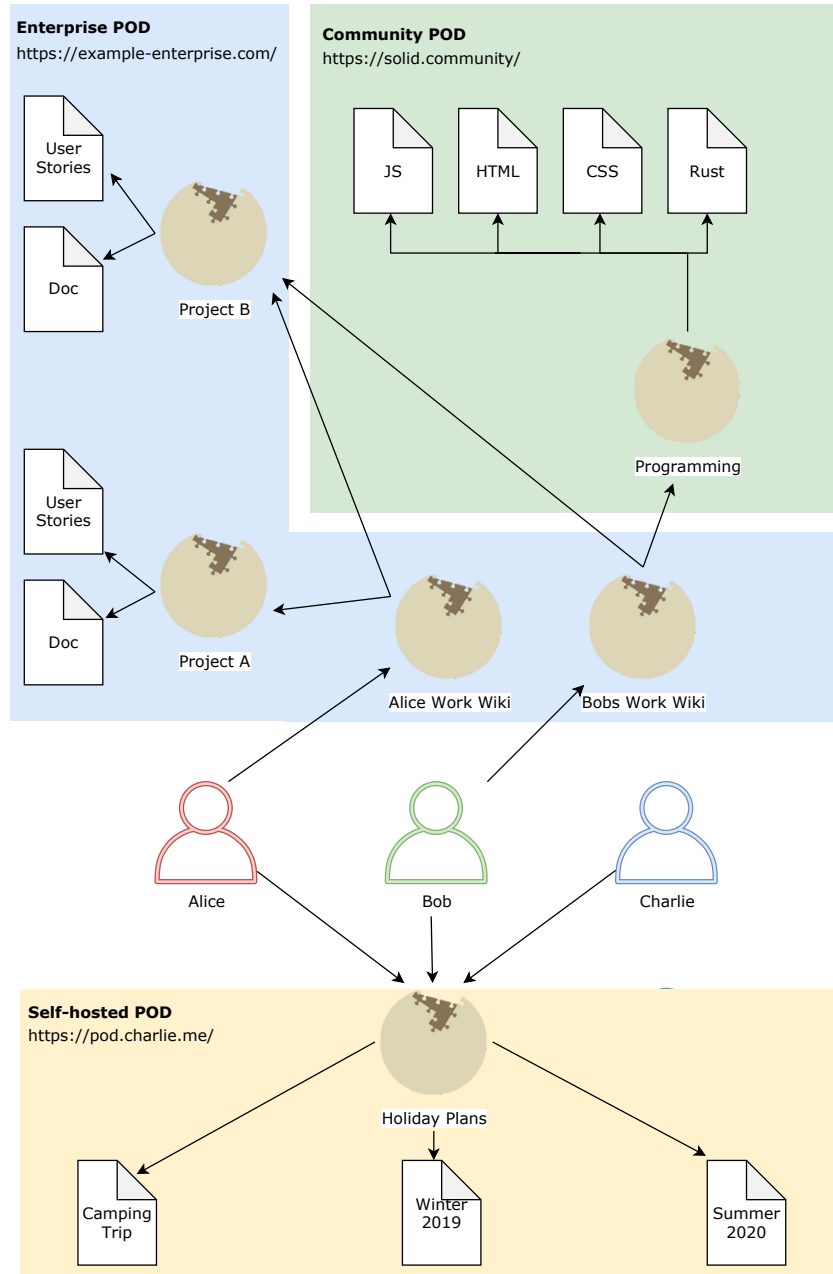 Enterprise POD
https://example-enterprise.com/
Community POD
https://solid.community/
User
Stories
Doc
Project B
JS
HTML
CSS
Rust
Programming
User
Stories
Doc
Project A
Alice Work Wiki
Bobs Work Wiki
Alice
Bob
Charlie
Self-hosted POD
https://pod.charlie.me/
Holiday Plans
Camping
Trip
Winter
2019
Summer
2020